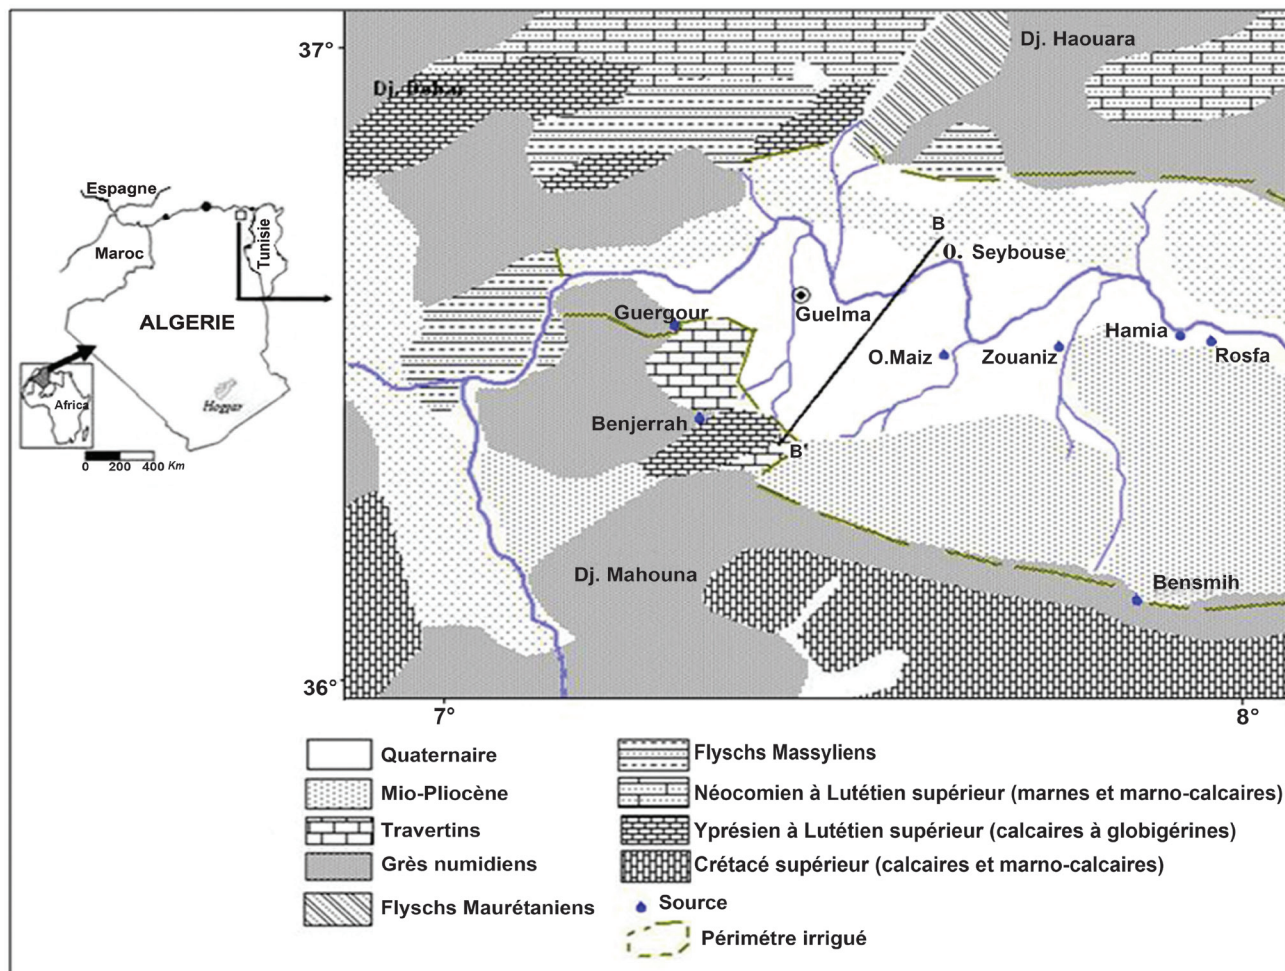 37°
Dj. Haouara
Dj. Debar
Espagne
Maroc
Tunisie
ALGERIE
Africa
Hoggar
0 200 400 Km
B
O. Seybouse
Guergour
Guelma
Hamia
O.Maiz
Zouaniz
Rosfa
Benjerrah
B'
Dj. Mahouna
Bensmih
36°
7°
8°
Quaternaire
Mio-Pliocène
Travertins
Grès numidiens
Flyschs Maurétaniens
Flyschs Massyliens
Néocomien à Lutétien supérieur (marnes et marno-calcaires)
Yprésien à Lutétien supérieur (calcaires à globigérines)
Crétacé supérieur (calcaires et marno-calcaires)
Source
Périmétre irrigué